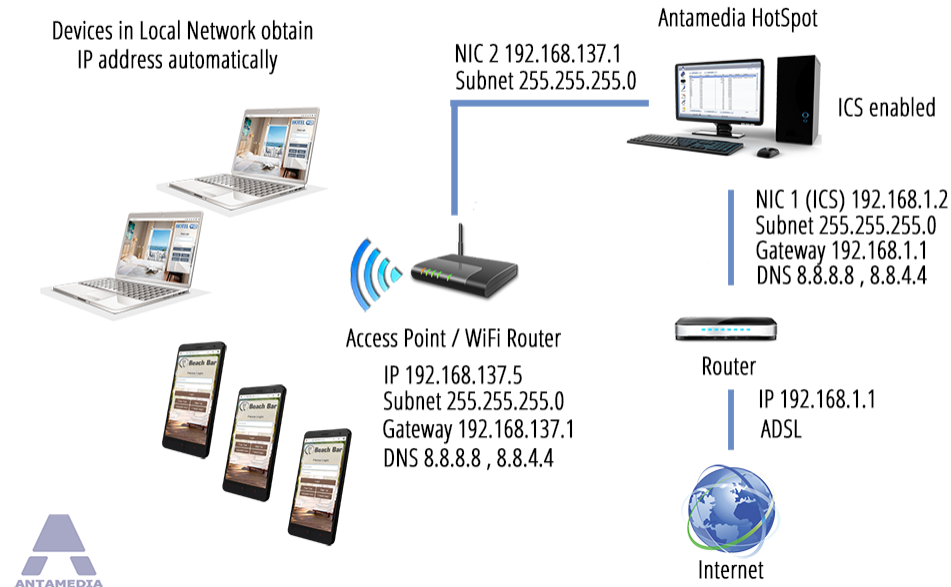 Devices in Local Network obtain
IP address automatically
Antamedia HotSpot
NIC 2 192.168.137.1
Subnet 255.255.255.0
ICS enabled
NIC 1 (ICS) 192.168.1.2
Subnet 255.255.255.0
Gateway 192.168.1.1
DNS 8.8.8.8 , 8.8.4.4
Access Point / WiFi Router
IP 192.168.137.5
Subnet 255.255.255.0
Gateway 192.168.137.1
DNS 8.8.8.8 , 8.8.4.4
Router
IP 192.168.1.1
ADSL
Internet
HOTEL
HOTEL
Beach Bar
Beach Bar
Beach Bar
ANTAMEDIA